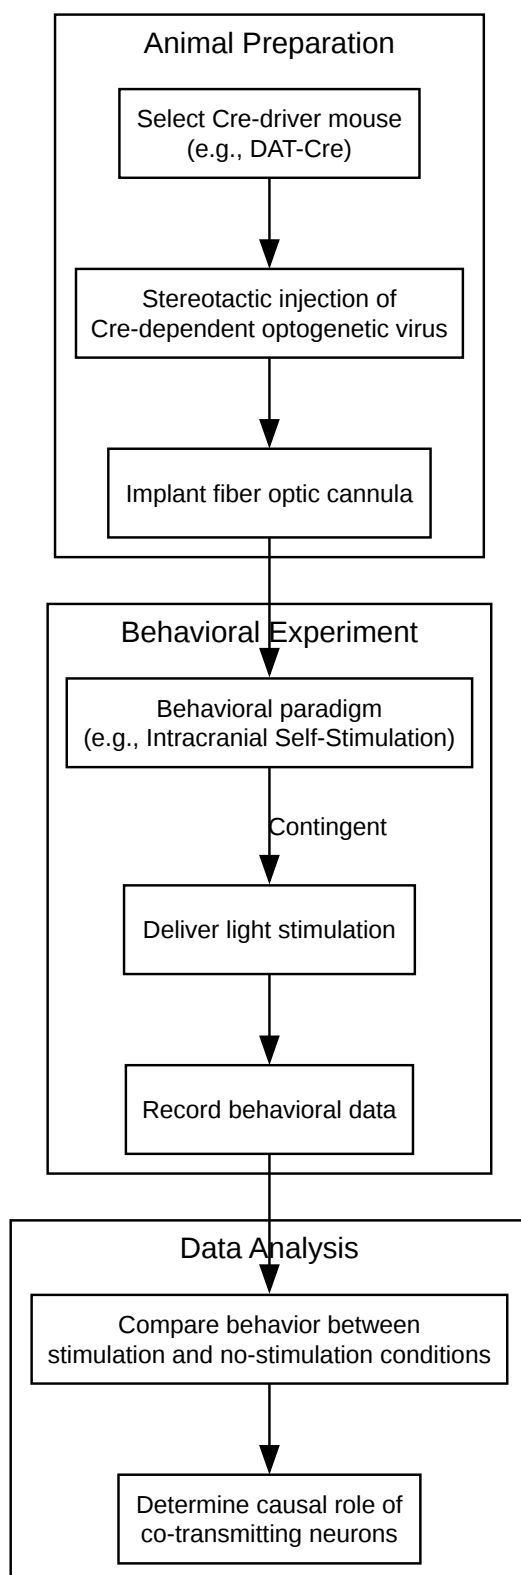 Animal Preparation
Select Cre-driver mouse
(e.g., DAT-Cre)
Stereotactic injection of
Cre-dependent optogenetic virus
Implant fiber optic cannula
Behavioral Experiment
Behavioral paradigm
(e.g., Intracranial Self-Stimulation)
Contingent
Deliver light stimulation
Record behavioral data
Data Analysis
Compare behavior between
stimulation and no-stimulation conditions
Determine causal role of
co-transmitting neurons